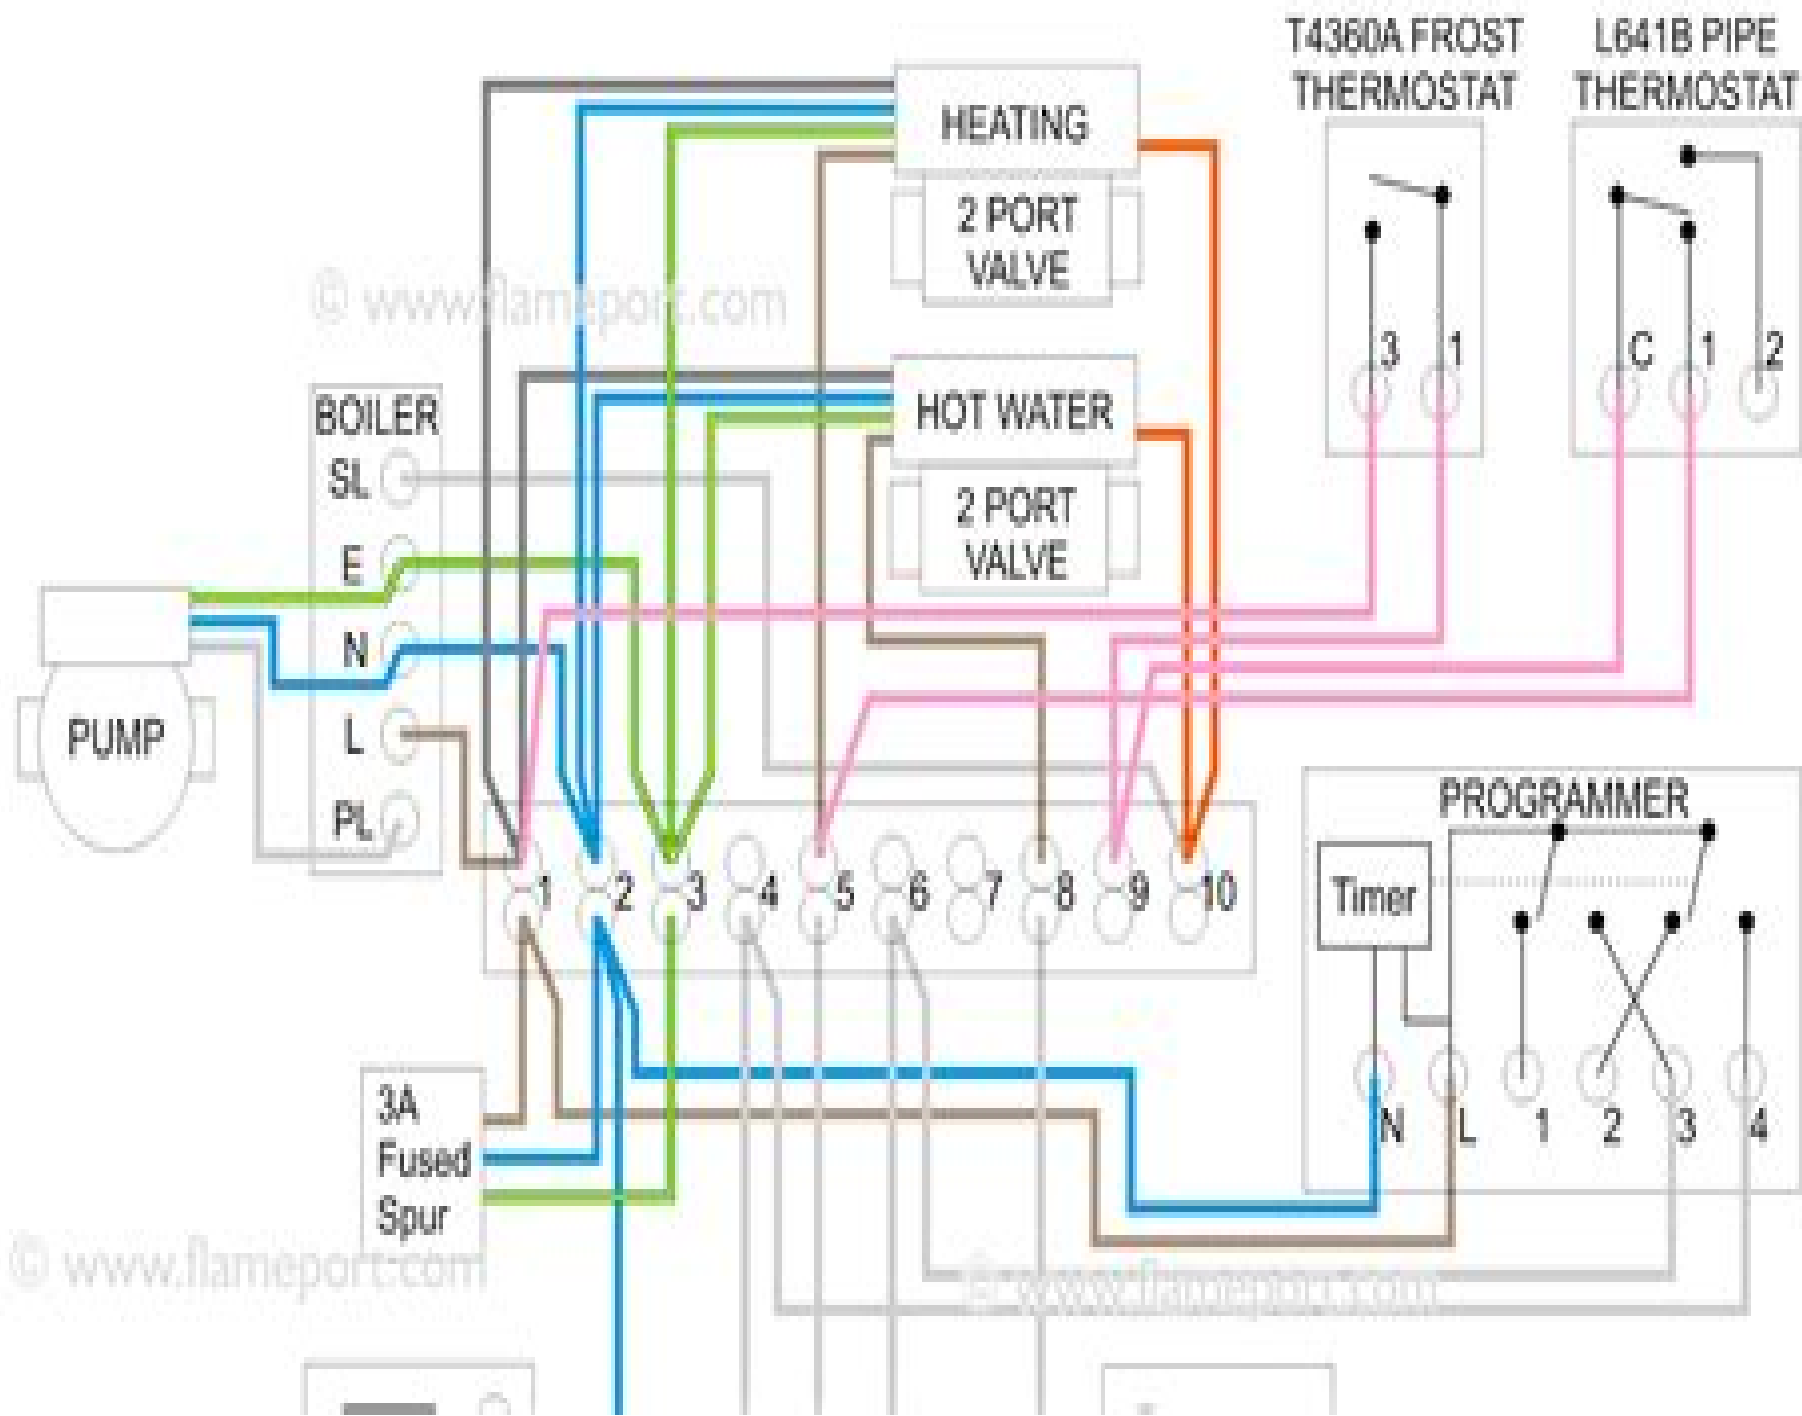 T4360A FROST
THERMOSTAT
L641B PIPE
THERMOSTAT
HEATING
2 PORT
VALVE
3 1
C 1 2
© www.flameport.com
HOT WATER
2 PORT
VALVE
BOILER
SL
E
N
L
PL
PUMP
PROGRAMMER
Timer
1 2 3 4 5 6 7 8 9 10
N L 1 2 3 4
3A
Fused
Spur
© www.flameport.com
© www.flameport.com